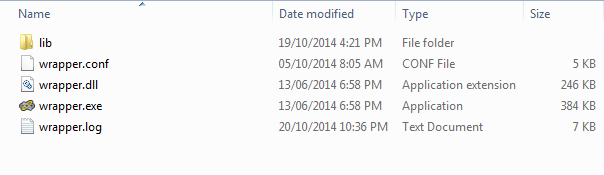 Name Date modified Type Size
lib 19/10/2014 4:21 PM File folder
wrapper.conf 05/10/2014 8:05 AM CONF File 5 KB
wrapper.dll 13/06/2014 6:58 PM Application extension 246 KB
wrapper.exe 13/06/2014 6:58 PM Application 384 KB
wrapper.log 20/10/2014 10:36 PM Text Document 7 KB